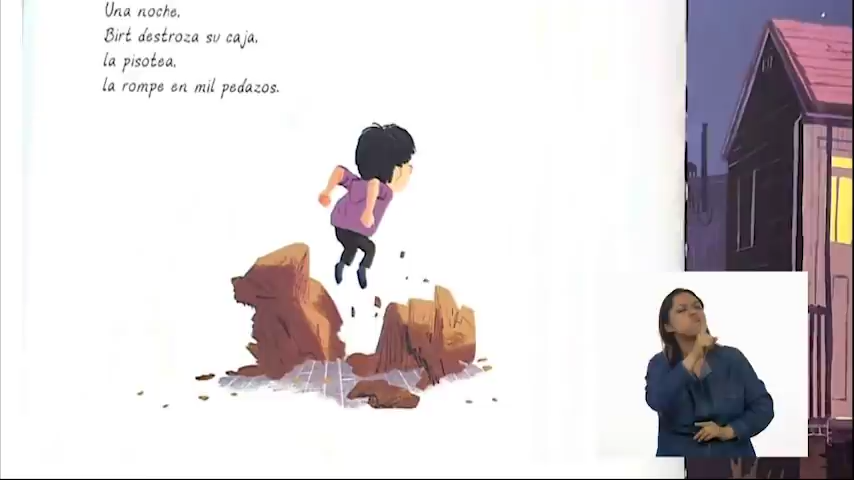 Una noche,
Birt destroza su caja,
la pisotea,
la rompe en mil pedazos.